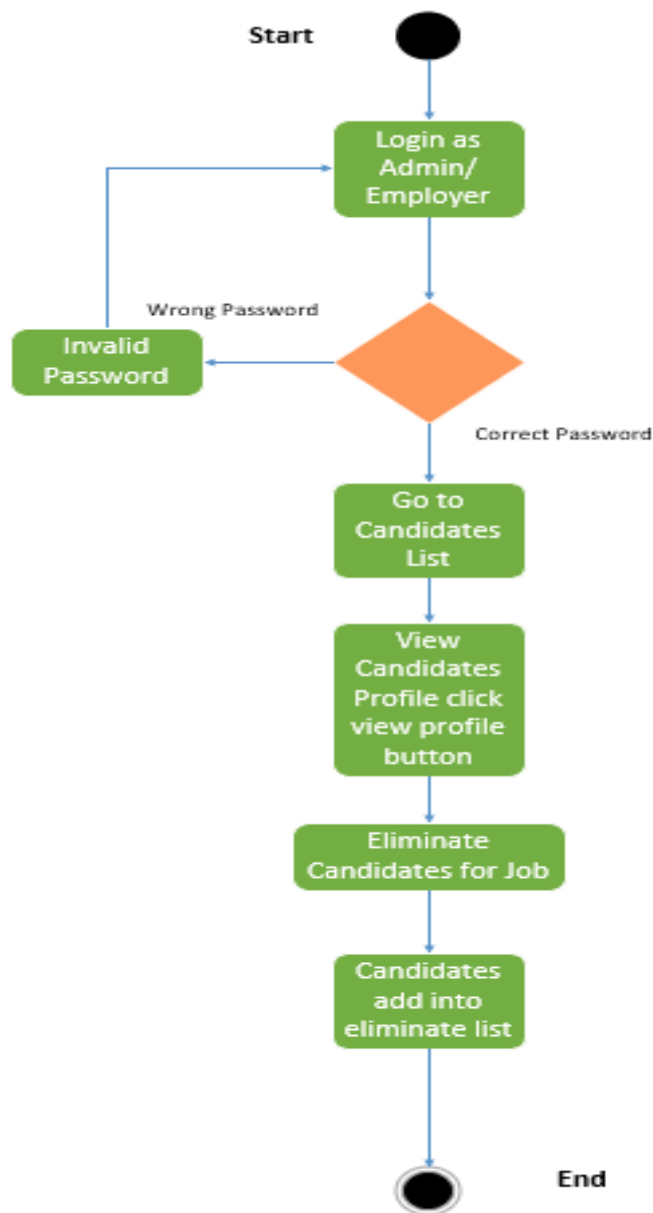 Start
Login as
Admin/
Employer
Wrong Password
Invalid
Password
Correct Password
Go to
Candidates
List
View
Candidates
Profile click
view profile
button
Eliminate
Candidates for Job
Candidates
add into
eliminate list
End